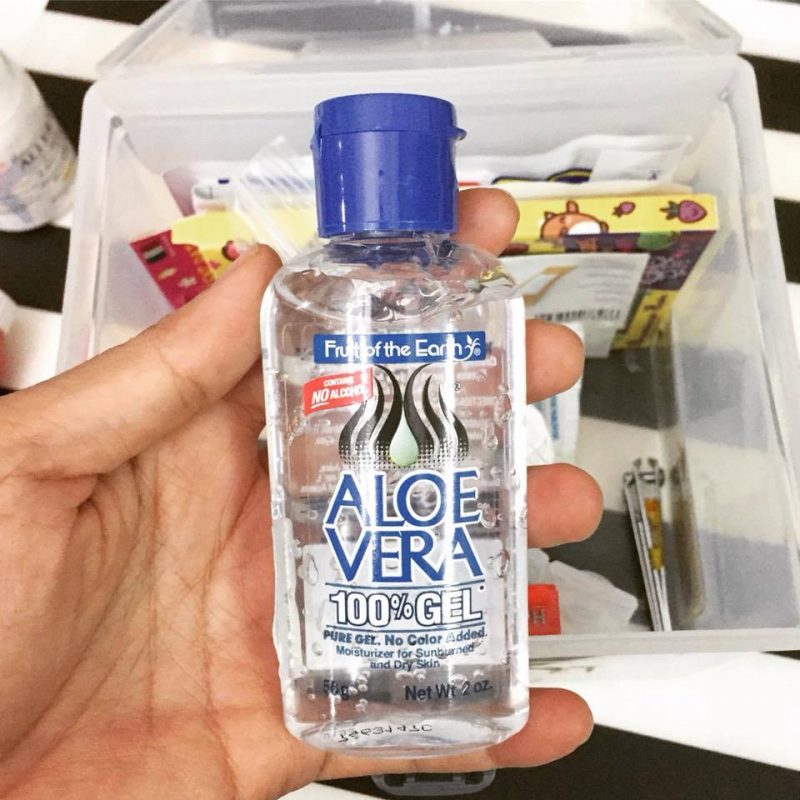 Fruit of the Earth ®
CONTAINS
NO ALCOHOL
®
ALOE
VERA
100% GEL*
PURE GEL. No Color Added.
Moisturizer for Sunburned
and Dry Skin
56g Net Wt. 2 oz.